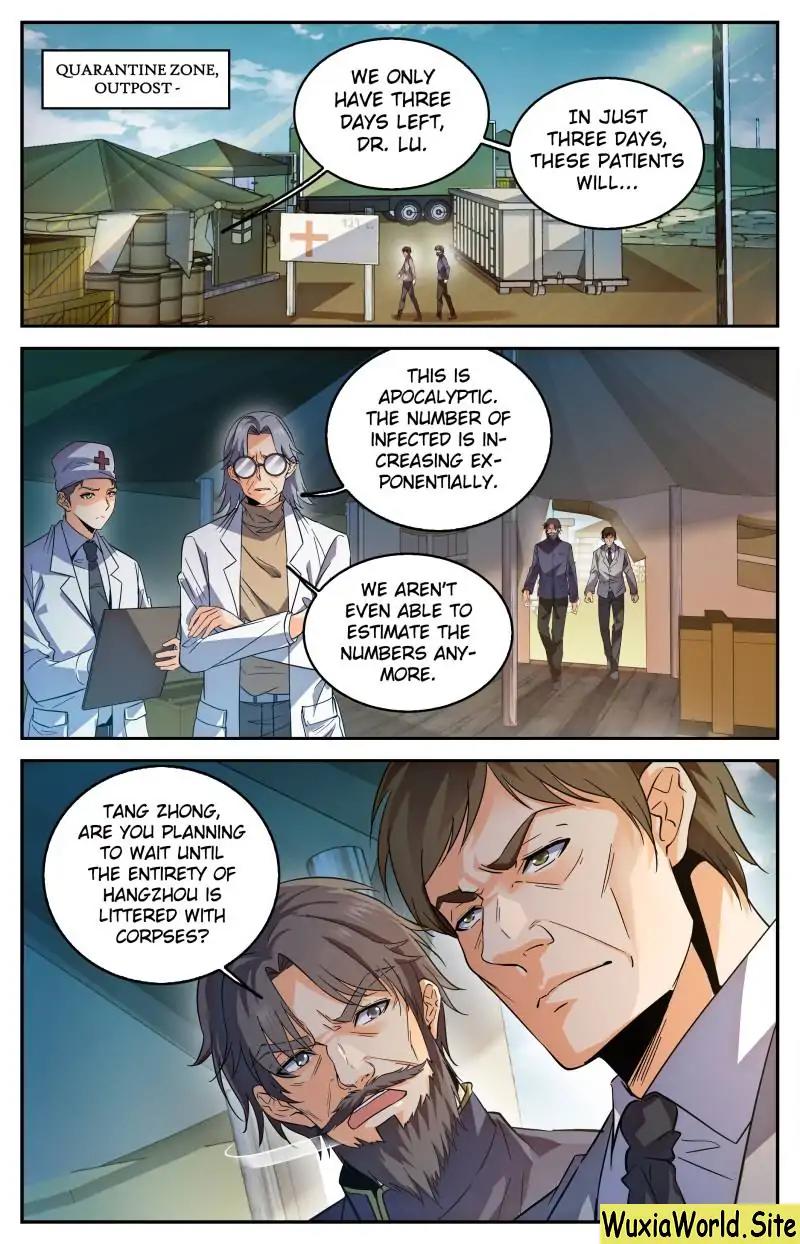 QUARANTINE ZONE,
OUTPOST -
WE ONLY
HAVE THREE
DAYS LEFT,
DR. LU.
IN JUST
THREE DAYS,
THESE PATIENTS
WILL...
THIS IS
APOCALYPTIC.
THE NUMBER OF
INFECTED IS IN-
CREASING EX-
PONENTIALLY.
WE AREN'T
EVEN ABLE TO
ESTIMATE THE
NUMBERS ANY-
MORE.
TANG ZHONG,
ARE YOU PLANNING
TO WAIT UNTIL
THE ENTIRETY OF
HANGZHOU IS
LITTERED WITH
CORPSES?
WuxiaWorld.Site